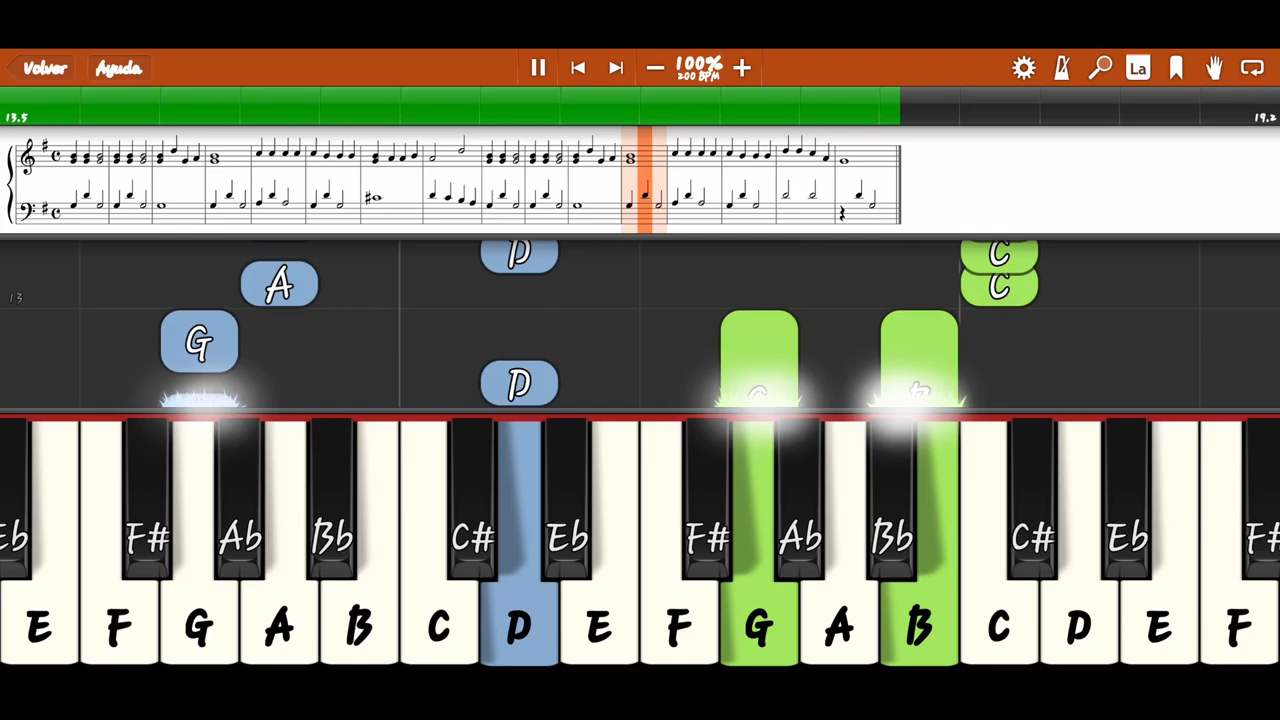 Volver Ayuda 100% La
200 BPM
13.5 19.2
D C
A C
13
G
D
B
Eb F# Ab Bb C# Eb F# Ab Bb C# Eb F#
E F G A B C D E F G A B C D E F